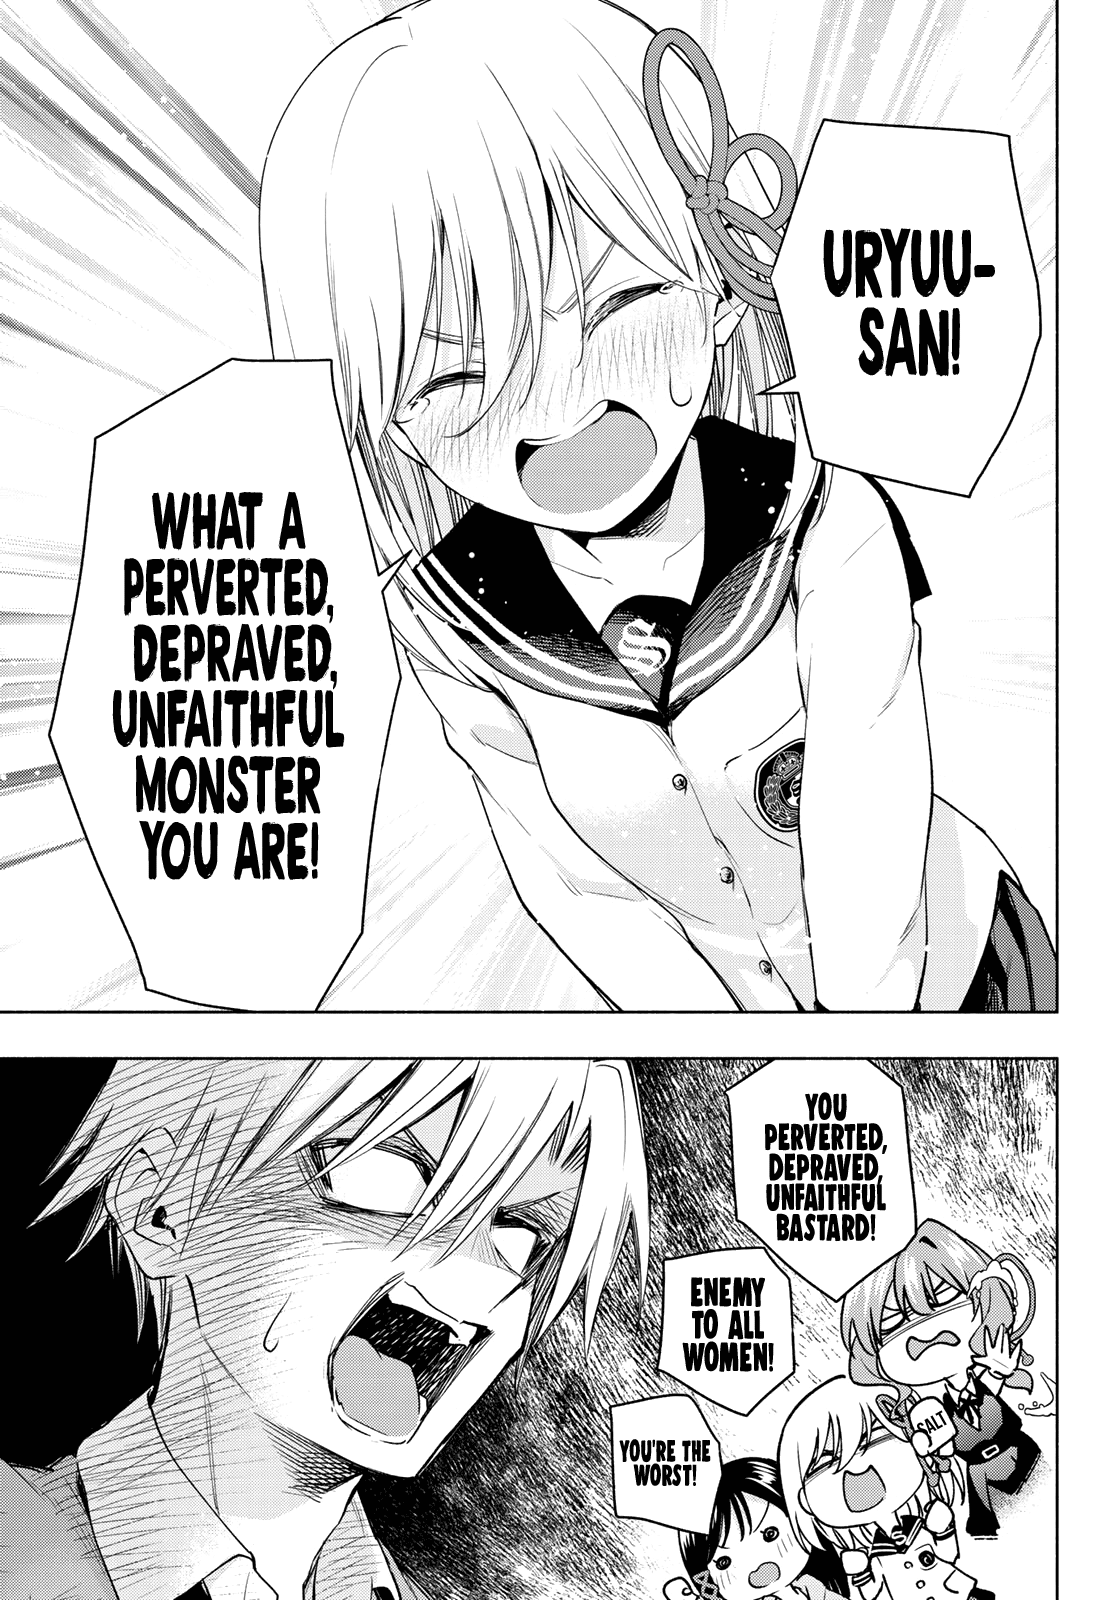 URYUU-
SAN!
WHAT A
PERVERTED,
DEPRAVED,
UNFAITHFUL
MONSTER
YOU ARE!
YOU
PERVERTED,
DEPRAVED,
UNFAITHFUL
BASTARD!
ENEMY
TO ALL
WOMEN!
SALT
YOU'RE THE
WORST!